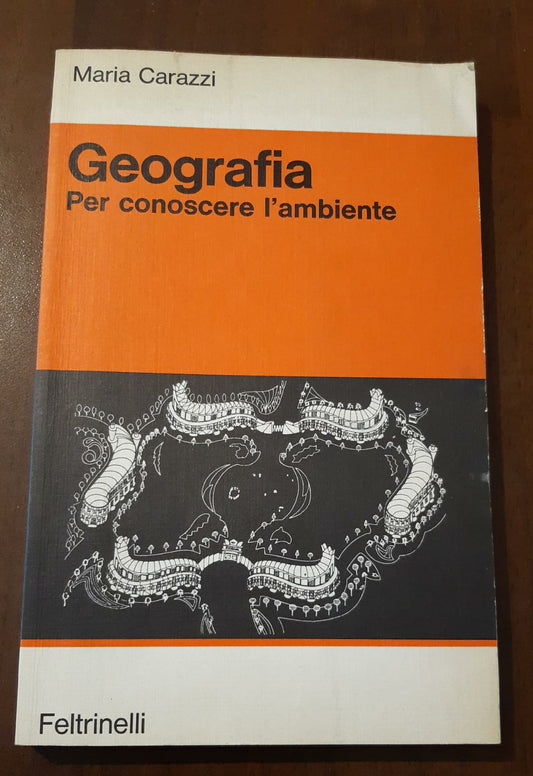 Maria Carazzi
Geografia
Per conoscere l'ambiente
Feltrinelli